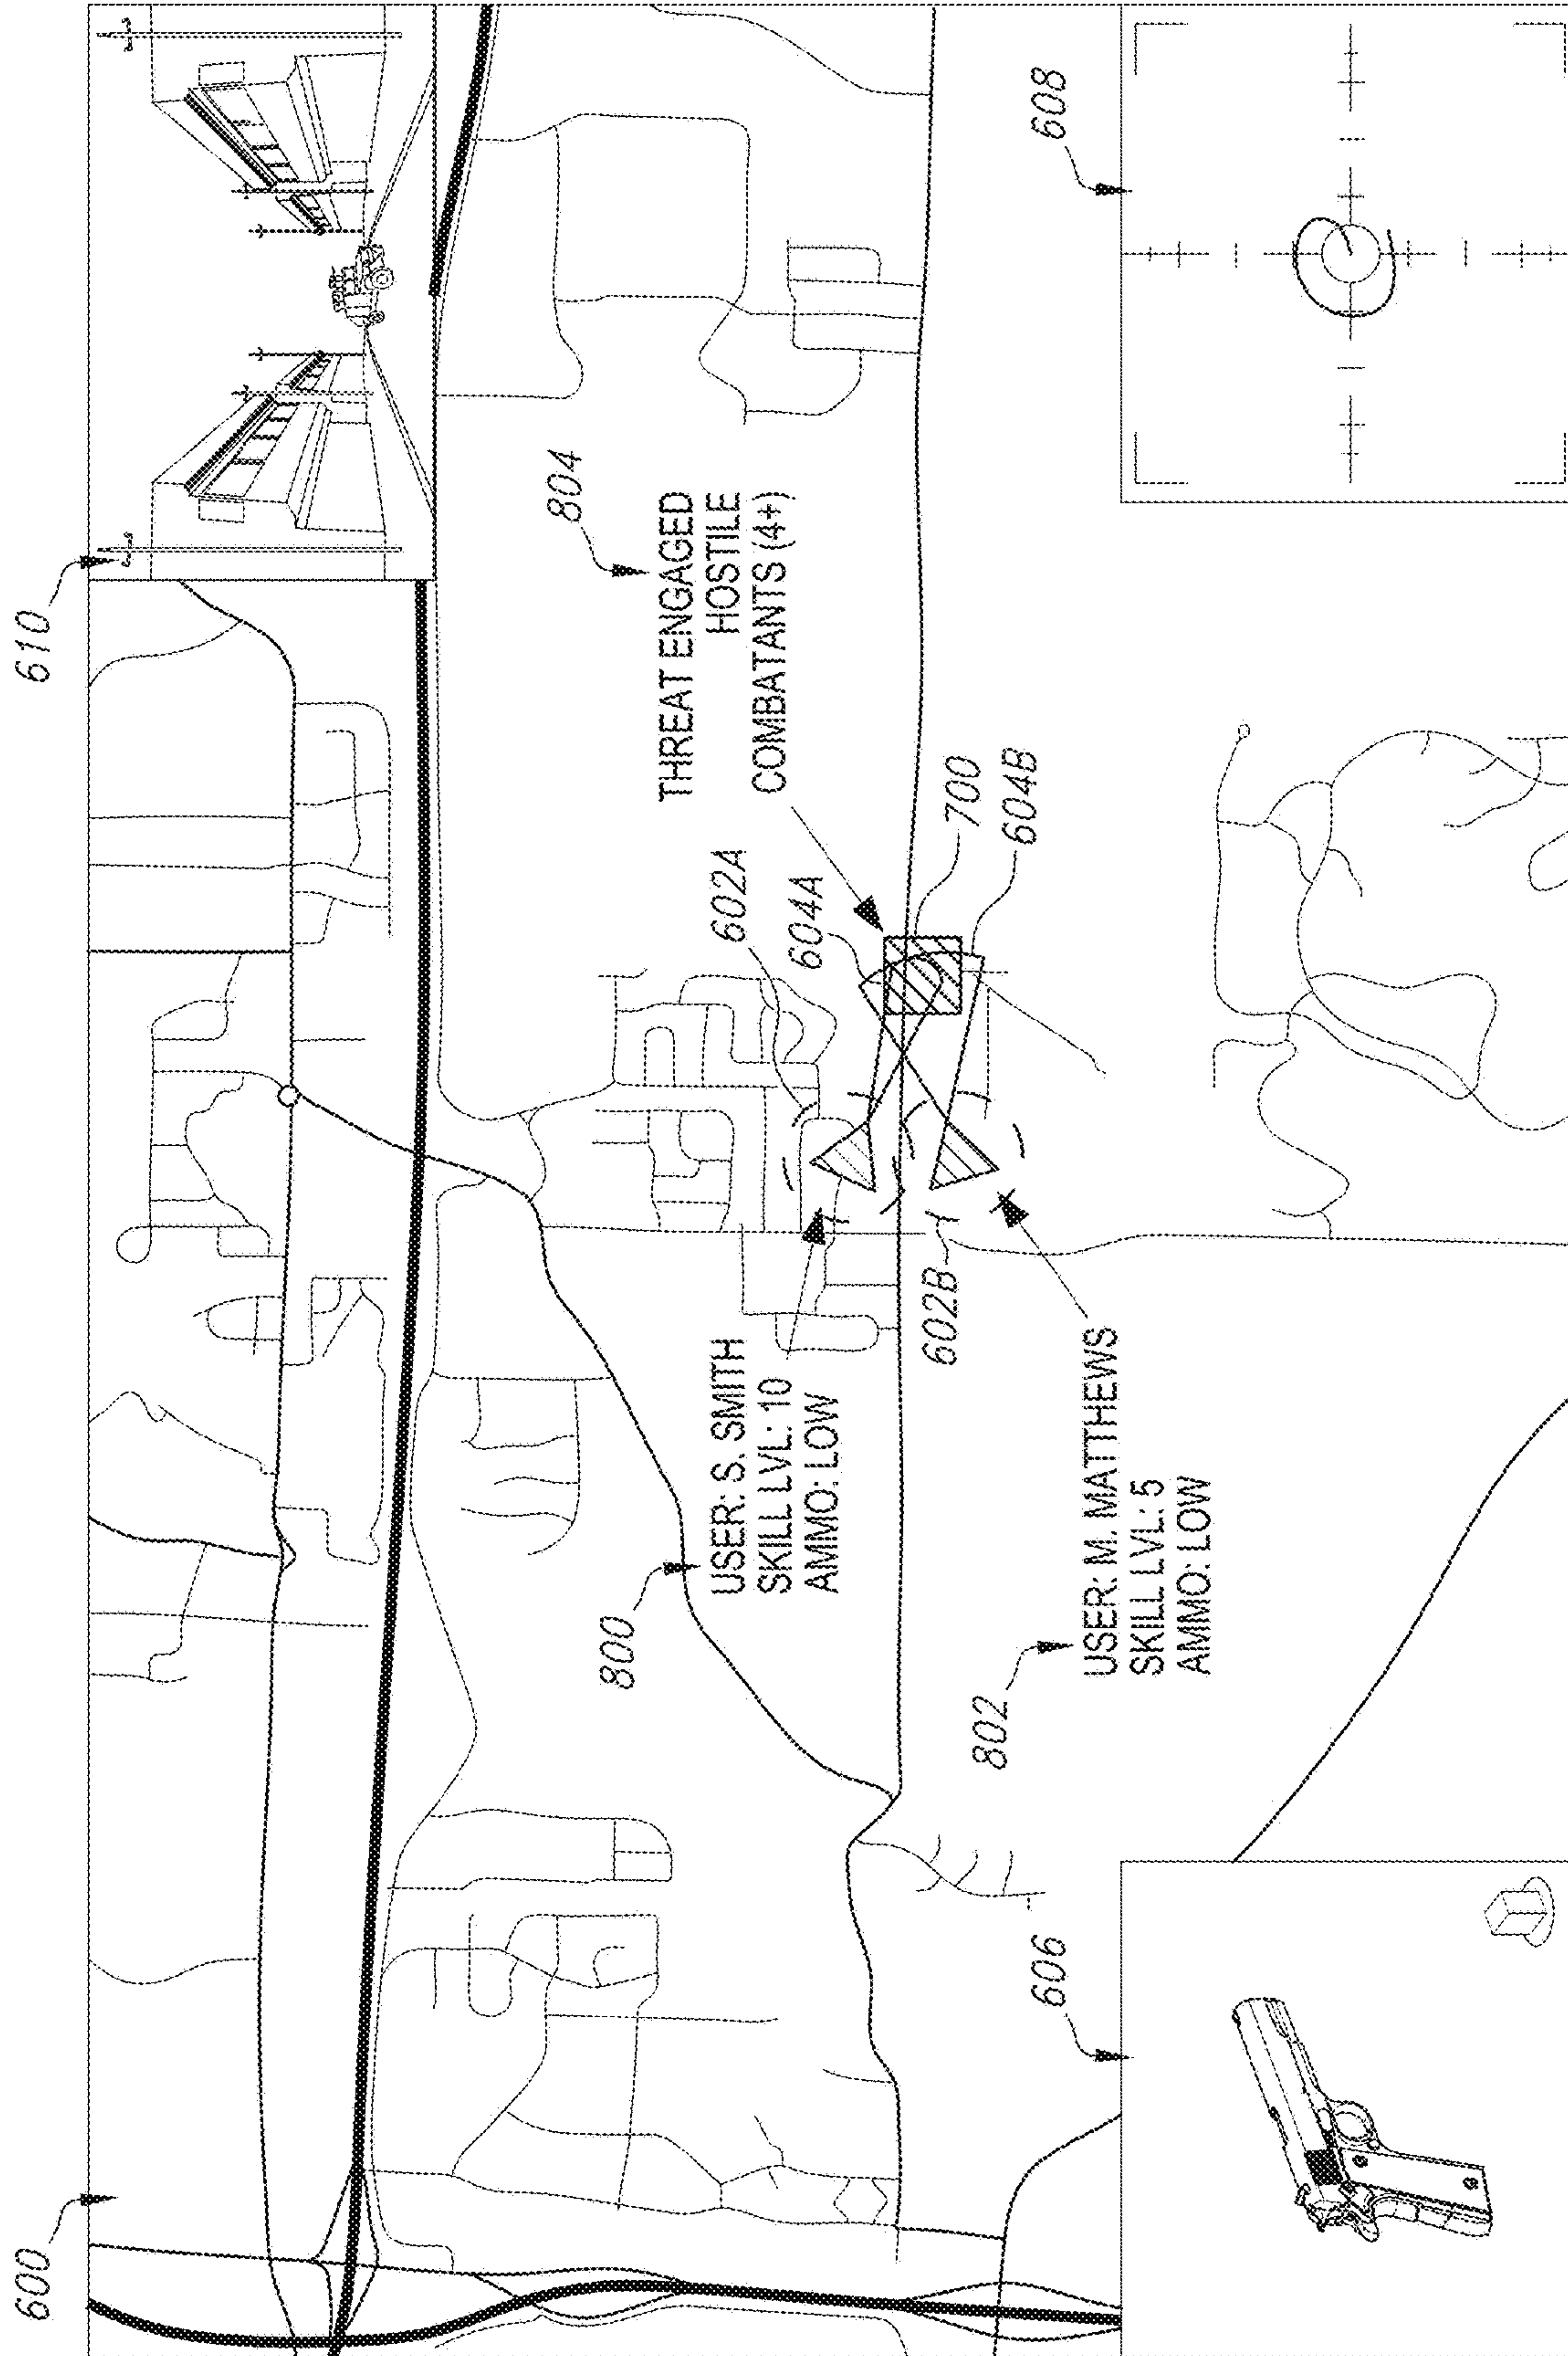 600
610
804
THREAT ENGAGED
HOSTILE
COMBATANTS (4+)
602A
604A
700
604B
800
USER: S. SMITH
SKILL LVL: 10
AMMO: LOW
602B
802
USER: M. MATTHEWS
SKILL LVL: 5
AMMO: LOW
606
608